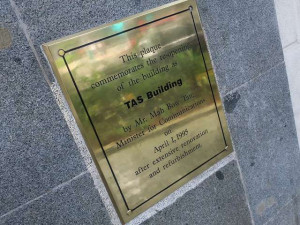 This plaque
commemorates the reopening
of the building as
TAS Building
by Mr. Mah Bow Tan
Minister for Communications
on
April 1, 1995
after extensive renovation
and refurbishment